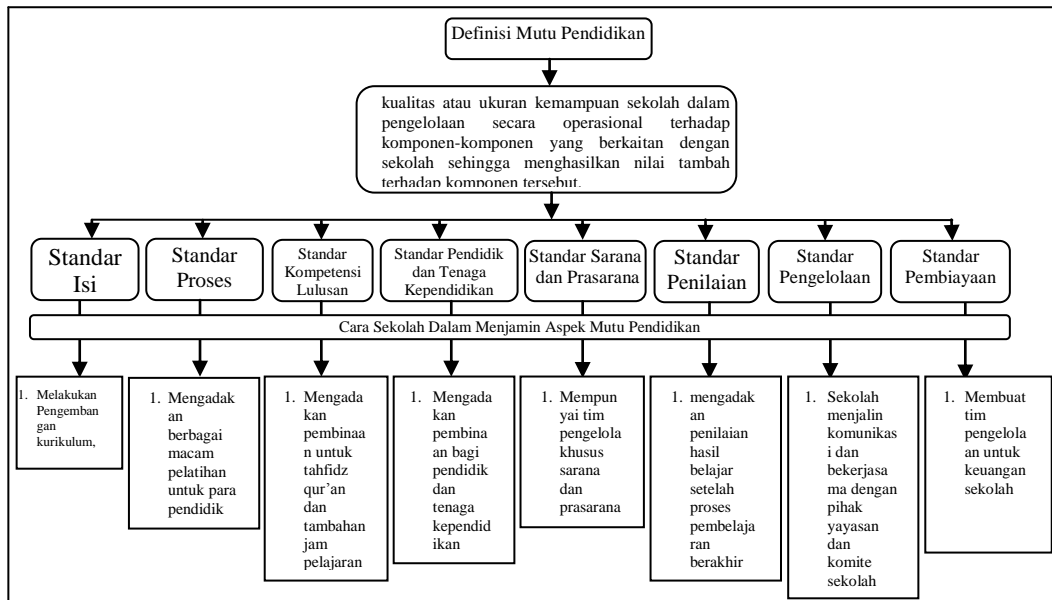 Definisi Mutu Pendidikan
kualitas atau ukuran kemampuan sekolah dalam
pengelolaan secara operasional terhadap
komponen-komponen yang berkaitan dengan
sekolah sehingga menghasilkan nilai tambah
terhadap komponen tersebut.
Standar
Isi
Standar
Proses
Standar
Kompetensi
Lulusan
Standar Pendidik
dan Tenaga
Kependidikan
Standar Sarana
dan Prasarana
Standar
Penilaian
Standar
Pengelolaan
Standar
Pembiayaan
Cara Sekolah Dalam Menjamin Aspek Mutu Pendidikan
1. Melakukan
Pengemban
gan
kurikulum,
1. Mengadak
an
berbagai
macam
pelatihan
untuk para
pendidik
1. Mengada
kan
pembinaa
n untuk
tahfidz
qur’an
dan
tambahan
jam
pelajaran
1. Mengada
kan
pembina
an bagi
pendidik
dan
tenaga
kependid
ikan
1. Mempun
yai tim
pengelola
khusus
sarana
dan
prasarana
1. mengadak
an
penilaian
hasil
belajar
setelah
proses
pembelaja
ran
berakhir
1. Sekolah
menjalin
komunikas
i dan
bekerjasa
ma dengan
pihak
yayasan
dan
komite
sekolah
1. Membuat
tim
pengelola
an untuk
keuangan
sekolah